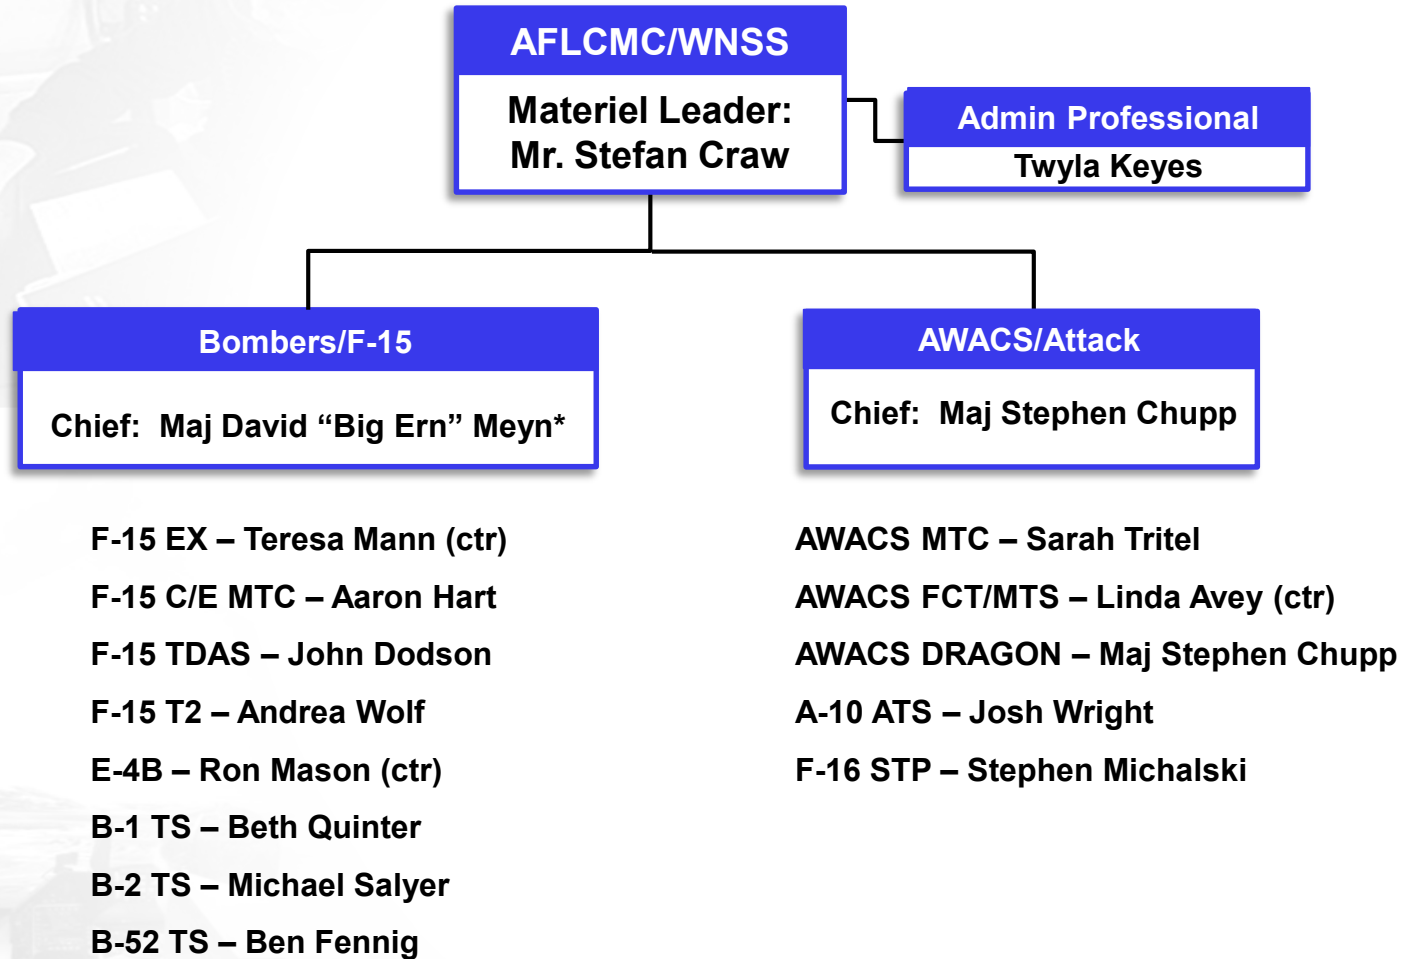 AFLCMC/WNSS
Materiel Leader:
Mr. Stefan Craw
Admin Professional
Twyla Keyes
Bombers/F-15
Chief:  Maj David “Big Ern” Meyn*
AWACS/Attack
Chief:  Maj Stephen Chupp
F-15 EX – Teresa Mann (ctr)
F-15 C/E MTC – Aaron Hart
F-15 TDAS – John Dodson
F-15 T2 – Andrea Wolf
E-4B – Ron Mason (ctr)
B-1 TS – Beth Quinter
B-2 TS – Michael Salyer
B-52 TS – Ben Fennig
AWACS MTC – Sarah Tritel
AWACS FCT/MTS – Linda Avey (ctr)
AWACS DRAGON – Maj Stephen Chupp
A-10 ATS – Josh Wright
F-16 STP – Stephen Michalski